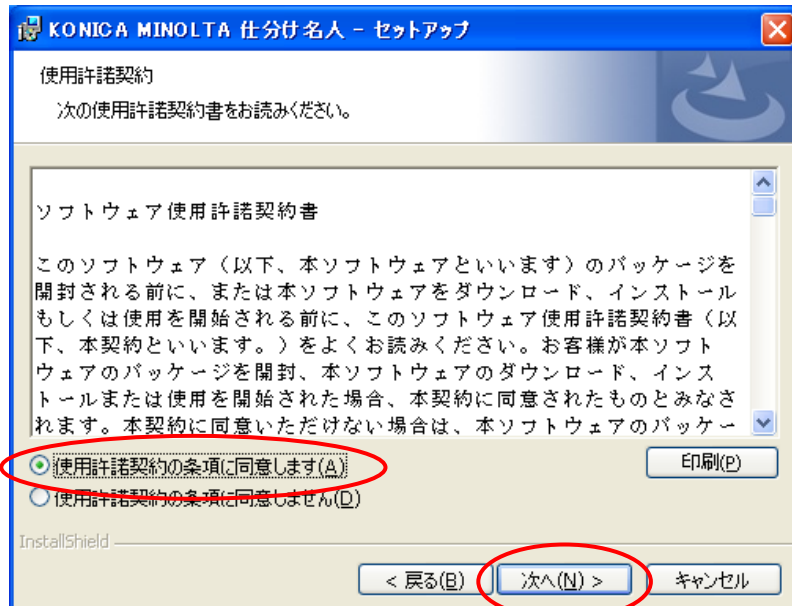 KONICA MINOLTA 仕分け名人 - セットアップ
使用許諾契約
次の使用許諾契約書をお読みください。
ソフトウェア使用許諾契約書
このソフトウェア（以下、本ソフトウェアといいます）のパッケージを
開封される前に、または本ソフトウェアをダウンロード、インストール
もしくは使用を開始される前に、このソフトウェア使用許諾契約書（以
下、本契約といいます。）をよくお読みください。お客様が本ソフト
ウェアのパッケージを開封、本ソフトウェアのダウンロード、インス
トールまたは使用を開始された場合、本契約に同意されたものとみなさ
れます。本契約に同意いただけない場合は、本ソフトウェアのパッケー
使用許諾契約の条項に同意します(A)
印刷(P)
使用許諾契約の条項に同意しません(D)
InstallShield
< 戻る(B)
次へ(N) >
キャンセル